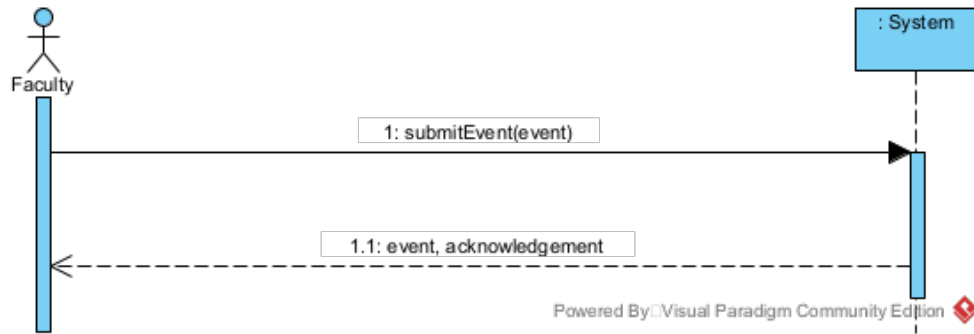 : System
Faculty
1: submitEvent(event)
1.1: event, acknowledgement
Powered By□Visual Paradigm Community Edition